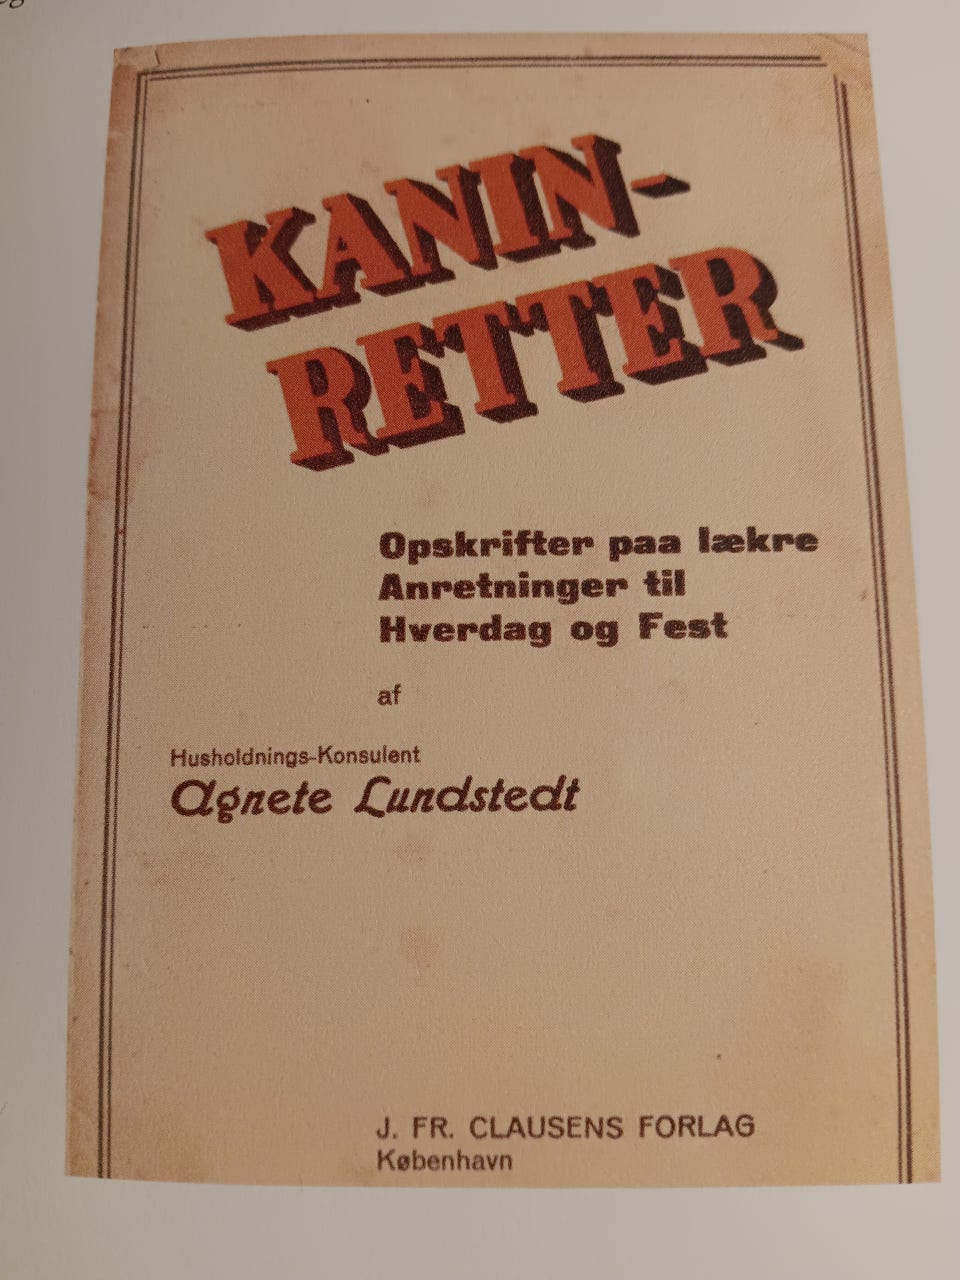 KANIN-
RETTER
Opskrifter paa lækre
Anretninger til
Hverdag og Fest
af
Husholdnings-Konsulent
Agnete Lundstedt
J. FR. CLAUSENS FORLAG
København